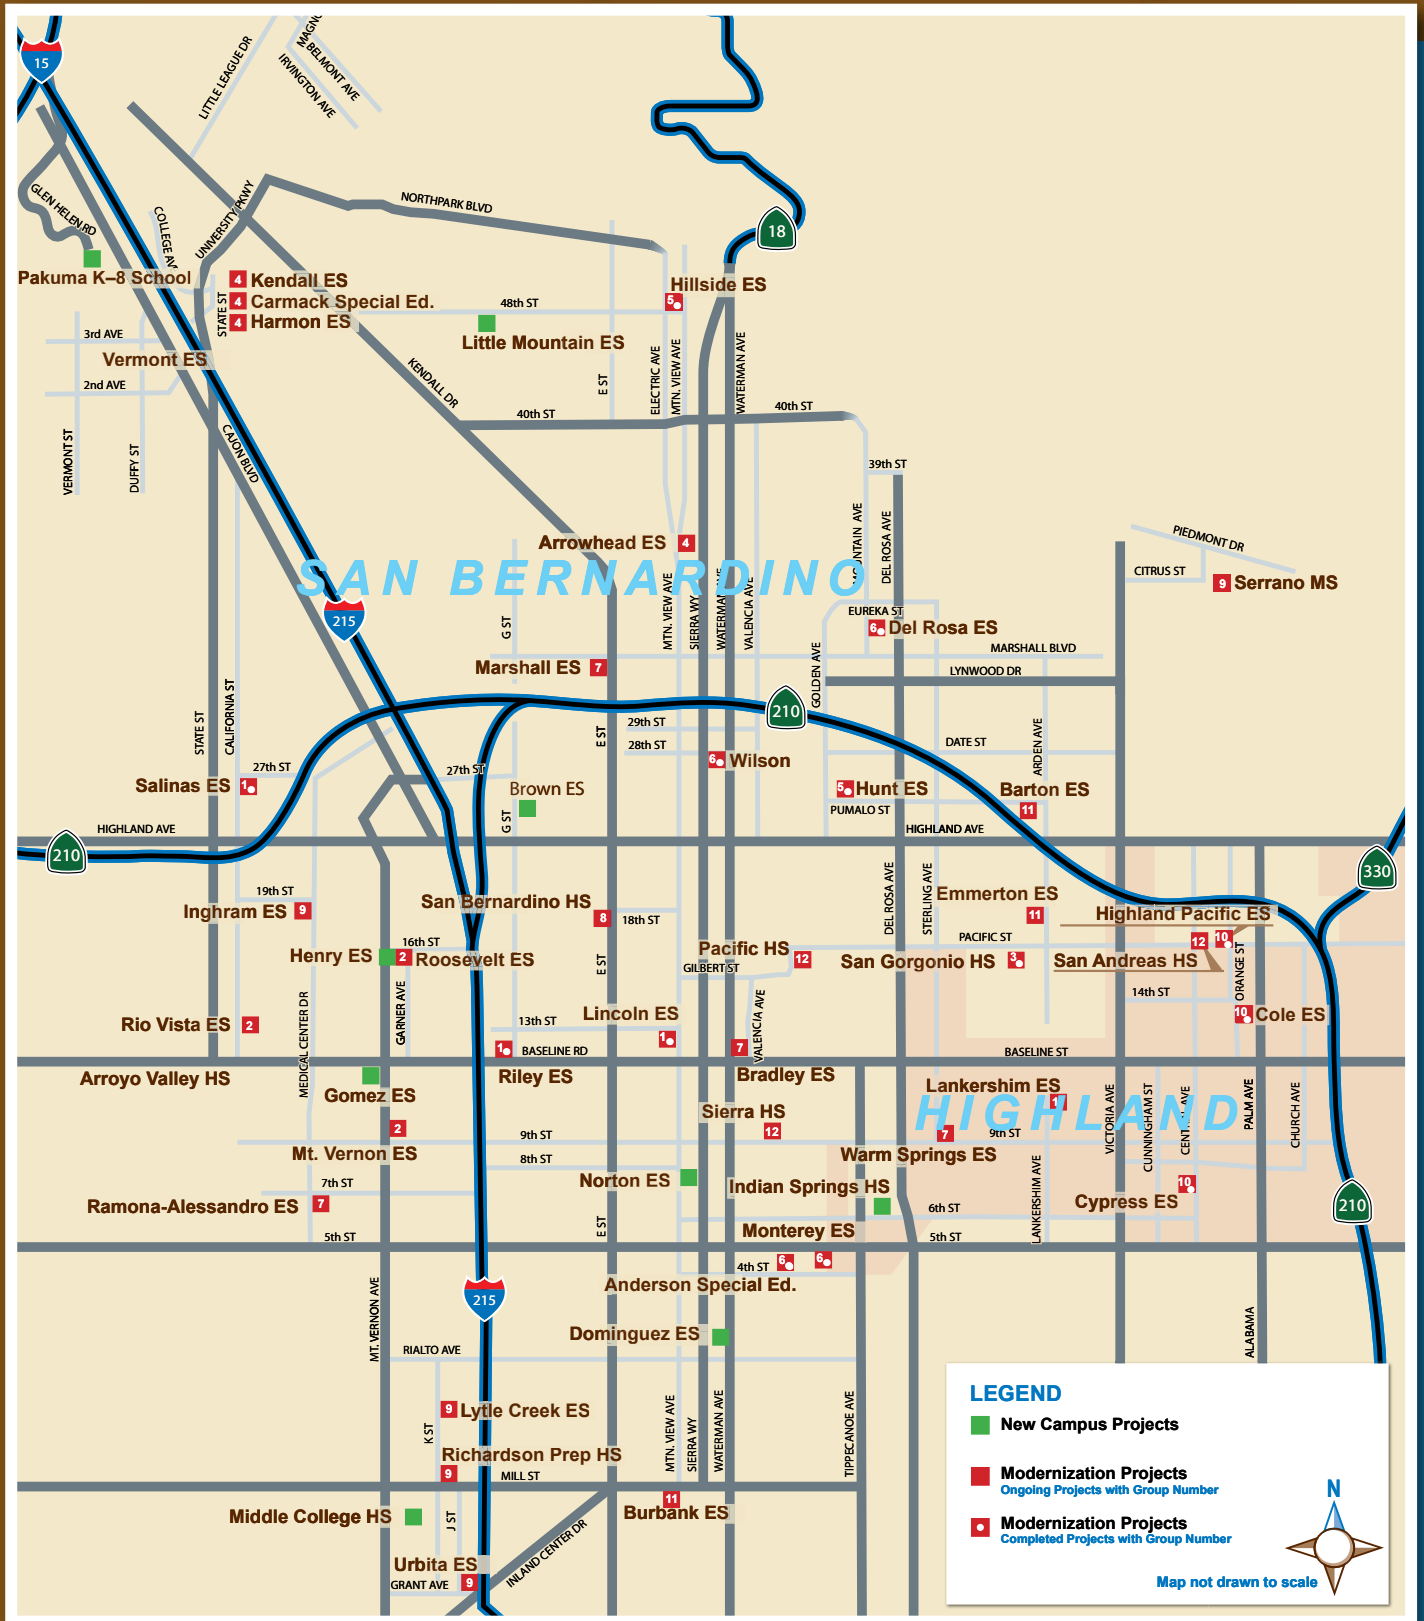 15
LITTLE LEAGUE DR
BELMONT AVE
IRVINGTON AVE
GLEN HELEN RD
COLLEGE AV
UNIVERSITY PKWY
NORTHPARK BLVD
18
Pakuma K–8 School
4 Kendall ES
4 Carmack Special Ed.
4 Harmon ES
STATE ST
48th ST
Hillside ES
5
Little Mountain ES
3rd AVE
Vermont ES
2nd AVE
KENDALL DR
E ST
ELECTRIC AVE
MTN. VIEW AVE
WATERMAN AVE
40th ST
40th ST
VERMONT ST
DUFFY ST
CAJON BLVD
39th ST
MOUNTAIN AVE
DEL ROSA AVE
PIEDMONT DR
CITRUS ST
9 Serrano MS
Arrowhead ES 4
SAN BERNARDINO
215
G ST
MTN. VIEW AVE
SIERRA WY
WATERMAN AVE
VALENCIA AVE
EUREKA ST
6 Del Rosa ES
Marshall ES 7
MARSHALL BLVD
LYNWOOD DR
GOLDEN AVE
210
STATE ST
CALIFORNIA ST
E ST
29th ST
28th ST
DATE ST
ARDEN AVE
6 Wilson
27th ST
27th ST
Salinas ES 1
Brown ES
5 Hunt ES
Barton ES
11
PUMALO ST
G ST
HIGHLAND AVE
HIGHLAND AVE
210
330
19th ST
Inghram ES 9
San Bernardino HS
8
18th ST
DEL ROSA AVE
STERLING AVE
Emmerton ES
11
Highland Pacific ES
12
10
PACIFIC ST
Henry ES
2
16th ST
Roosevelt ES
E ST
Pacific HS
12
GILBERT ST
San Gorgonio HS 3
San Andreas HS
ORANGE ST
14th ST
10 Cole ES
MEDICAL CENTER DR
GARNER AVE
Rio Vista ES 2
Lincoln ES
1
13th ST
VALENCIA AVE
7
1
BASELINE RD
BASELINE ST
Arroyo Valley HS
Riley ES
Bradley ES
Gomez ES
Lankershim ES
HIGHLAND
Sierra HS
12
2
Mt. Vernon ES
9th ST
9th ST
7
8th ST
Warm Springs ES
VICTORIA AVE
CUNNINGHAM ST
CENTRAL AVE
PALM AVE
CHURCH AVE
Norton ES
Indian Springs HS
LANKERSHIM AVE
10
Cypress ES
7th ST
Ramona-Alessandro ES 7
E ST
6th ST
210
Monterey ES
5th ST
5th ST
4th ST
6
6
Anderson Special Ed.
215
MT. VERNON AVE
Dominguez ES
RIALTO AVE
ALABAMA
9 Lytle Creek ES
K ST
Richardson Prep HS
9
MILL ST
MTN. VIEW AVE
SIERRA WY
WATERMAN AVE
TIPPECANOE AVE
11
Burbank ES
Middle College HS
J ST
INLAND CENTER DR
Urbita ES
9
GRANT AVE
LEGEND
New Campus Projects
Modernization Projects
Ongoing Projects with Group Number
Modernization Projects
Completed Projects with Group Number
N
Map not drawn to scale